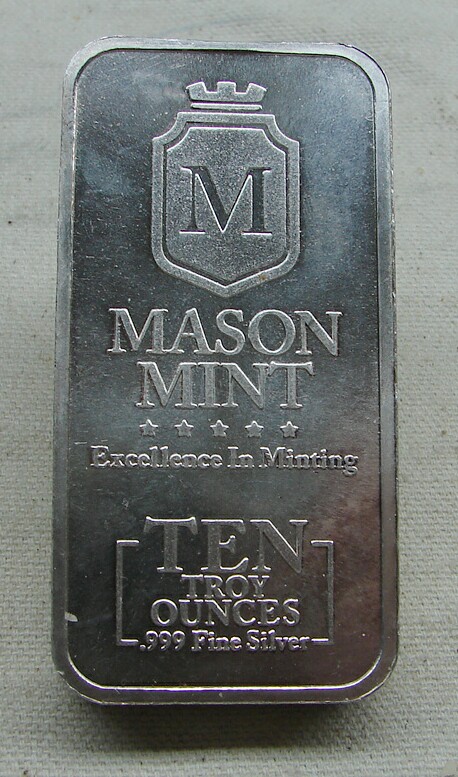 M
MASON
MINT
Excellence In Minting
TEN
TROY
OUNCES
.999 Fine Silver